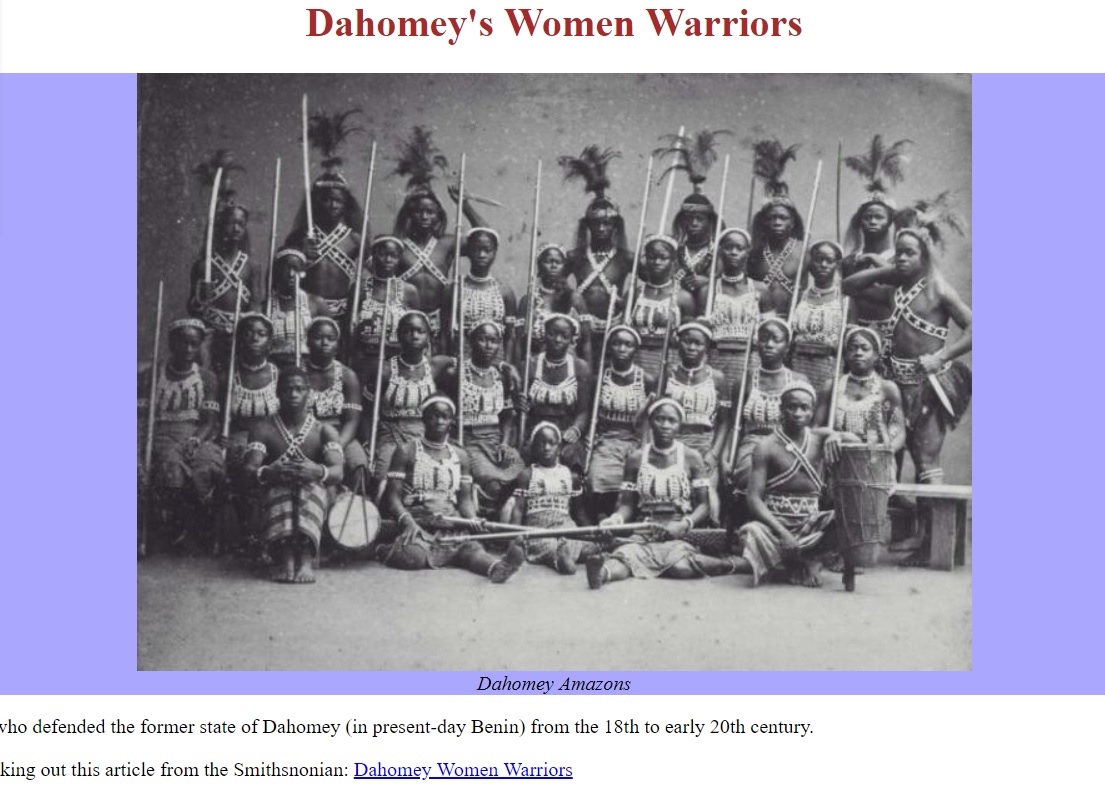 Dahomey's Women Warriors
Dahomey Amazons
who defended the former state of Dahomey (in present-day Benin) from the 18th to early 20th century.
king out this article from the Smithsnonian: Dahomey Women Warriors